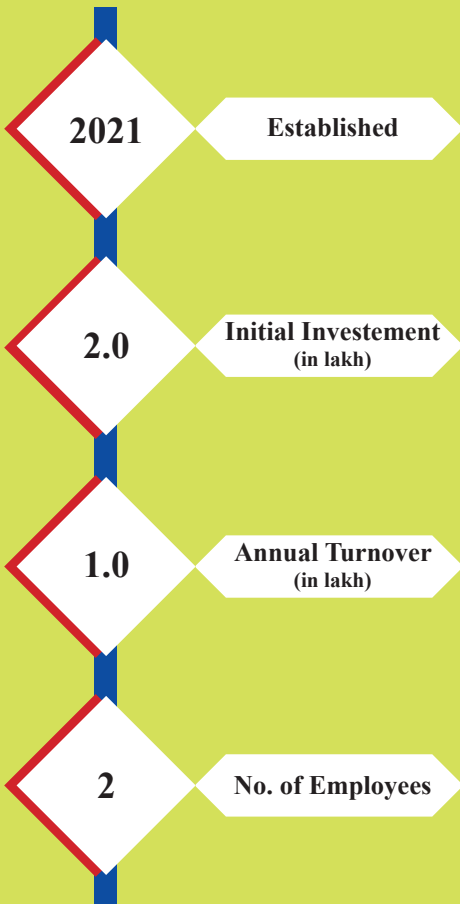 2021
Established
2.0
Initial Investement
(in lakh)
1.0
Annual Turnover
(in lakh)
2
No. of Employees